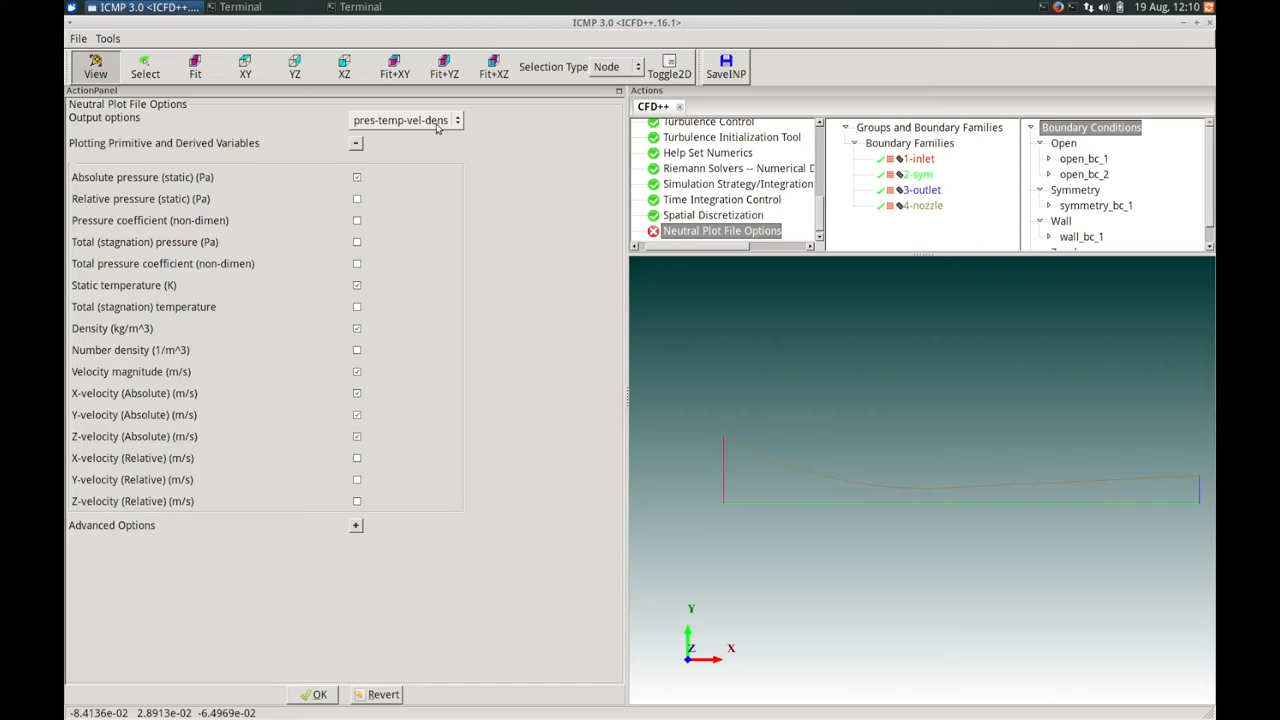 ICMP 3.0 <ICFD++....
Terminal
Terminal
19 Aug, 12:10
ICMP 3.0 <ICFD++.16.1>
File
Tools
View
Select
Fit
XY
YZ
XZ
Fit+XY
Fit+YZ
Fit+XZ
Selection Type
Node
Toggle2D
SaveINP
ActionPanel
Neutral Plot File Options
Output options
pres-temp-vel-dens
Plotting Primitive and Derived Variables
Absolute pressure (static) (Pa)
Relative pressure (static) (Pa)
Pressure coefficient (non-dimen)
Total (stagnation) pressure (Pa)
Total pressure coefficient (non-dimen)
Static temperature (K)
Total (stagnation) temperature
Density (kg/m^3)
Number density (1/m^3)
Velocity magnitude (m/s)
X-velocity (Absolute) (m/s)
Y-velocity (Absolute) (m/s)
Z-velocity (Absolute) (m/s)
X-velocity (Relative) (m/s)
Y-velocity (Relative) (m/s)
Z-velocity (Relative) (m/s)
Advanced Options
OK
Revert
-8.4136e-02 2.8913e-02 -6.4969e-02
Actions
CFD++
Turbulence Control
Turbulence Initialization Tool
Help Set Numerics
Riemann Solvers -- Numerical D
Simulation Strategy/Integration
Time Integration Control
Spatial Discretization
Neutral Plot File Options
Groups and Boundary Families
Boundary Families
1-inlet
2-sym
3-outlet
4-nozzle
Boundary Conditions
Open
open_bc_1
open_bc_2
Symmetry
symmetry_bc_1
Wall
wall_bc_1
Y
Z
X